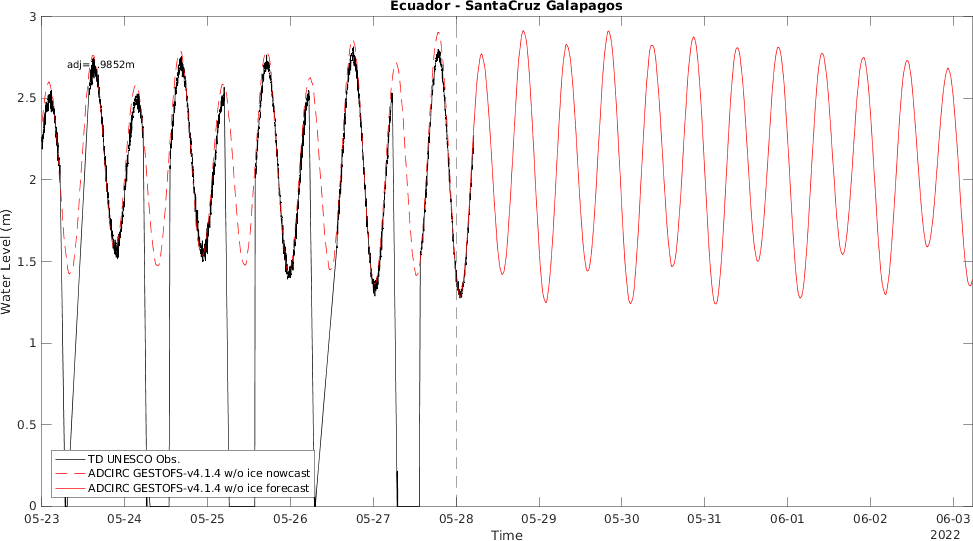 Ecuador - SantaCruz Galapagos
Water Level (m)
3
2.5
2
1.5
1
0.5
0
adj= .9852m
TD UNESCO Obs.
ADCIRC GESTOFS-v4.1.4 w/o ice nowcast
ADCIRC GESTOFS-v4.1.4 w/o ice forecast
05-23
05-24
05-25
05-26
05-27
05-28
05-29
05-30
05-31
06-01
06-02
06-03
Time
2022